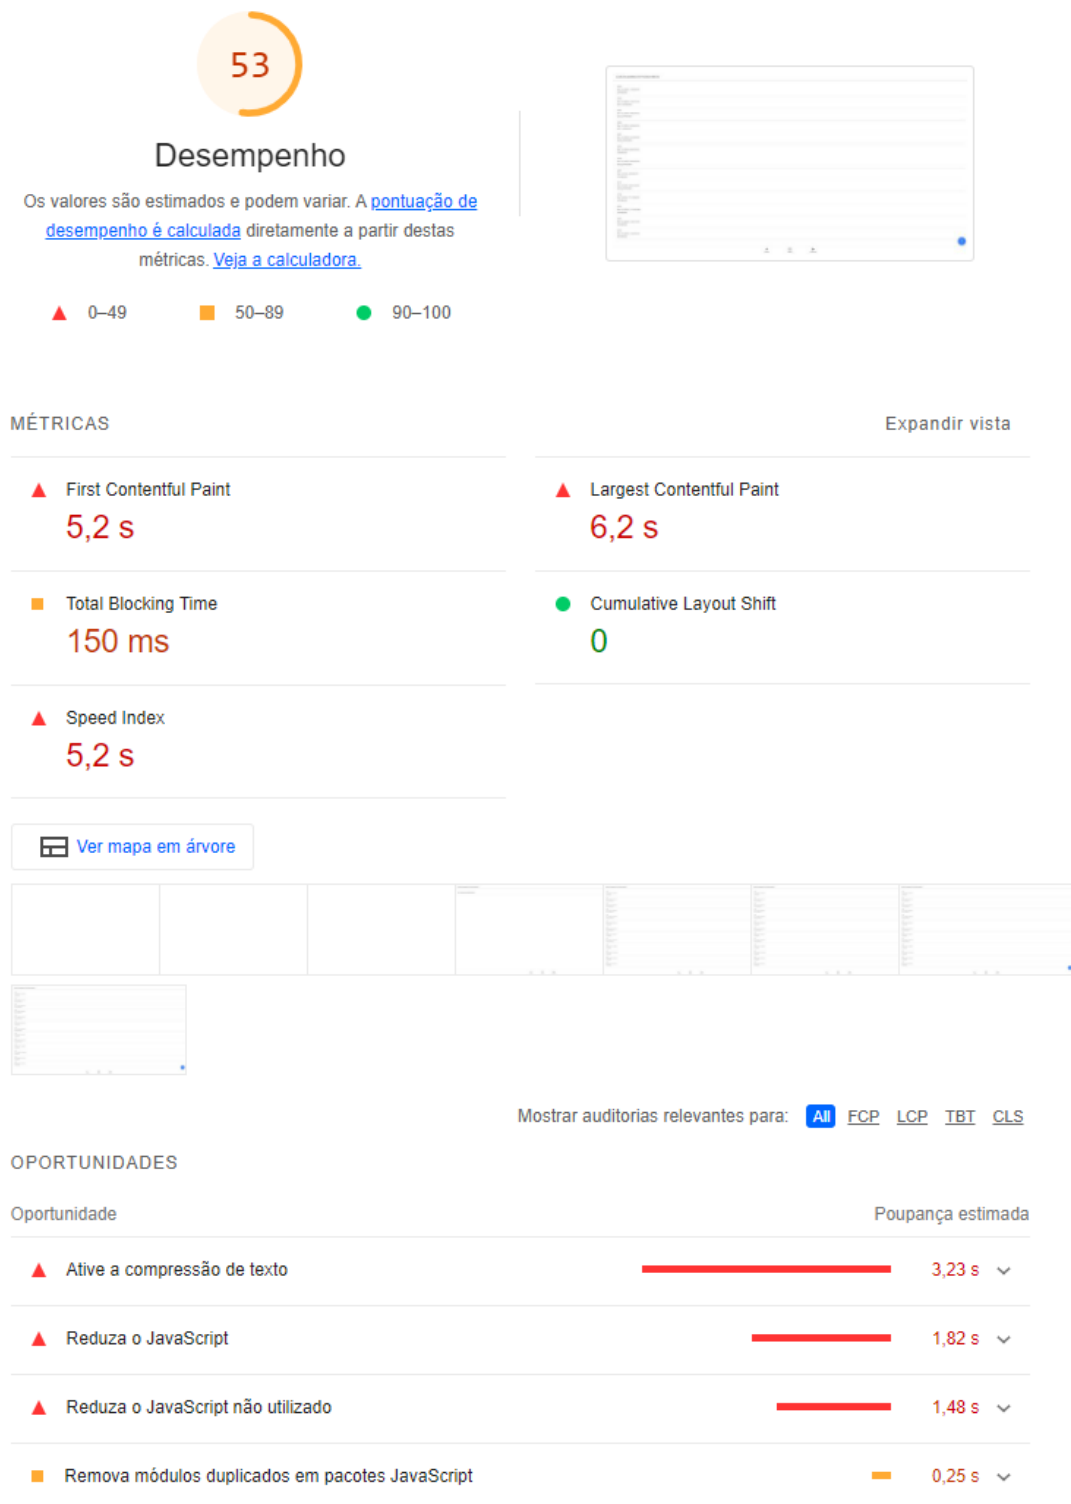 53
Desempenho
Os valores são estimados e podem variar. A pontuação de
desempenho é calculada diretamente a partir destas
métricas. Veja a calculadora.
0–49
50–89
90–100
MÉTRICAS
Expandir vista
First Contentful Paint
5,2 s
Largest Contentful Paint
6,2 s
Total Blocking Time
150 ms
Cumulative Layout Shift
0
Speed Index
5,2 s
Ver mapa em árvore
Mostrar auditorias relevantes para: All FCP LCP TBT CLS
OPORTUNIDADES
Oportunidade
Poupança estimada
Ative a compressão de texto
3,23 s
Reduza o JavaScript
1,82 s
Reduza o JavaScript não utilizado
1,48 s
Remova módulos duplicados em pacotes JavaScript
0,25 s